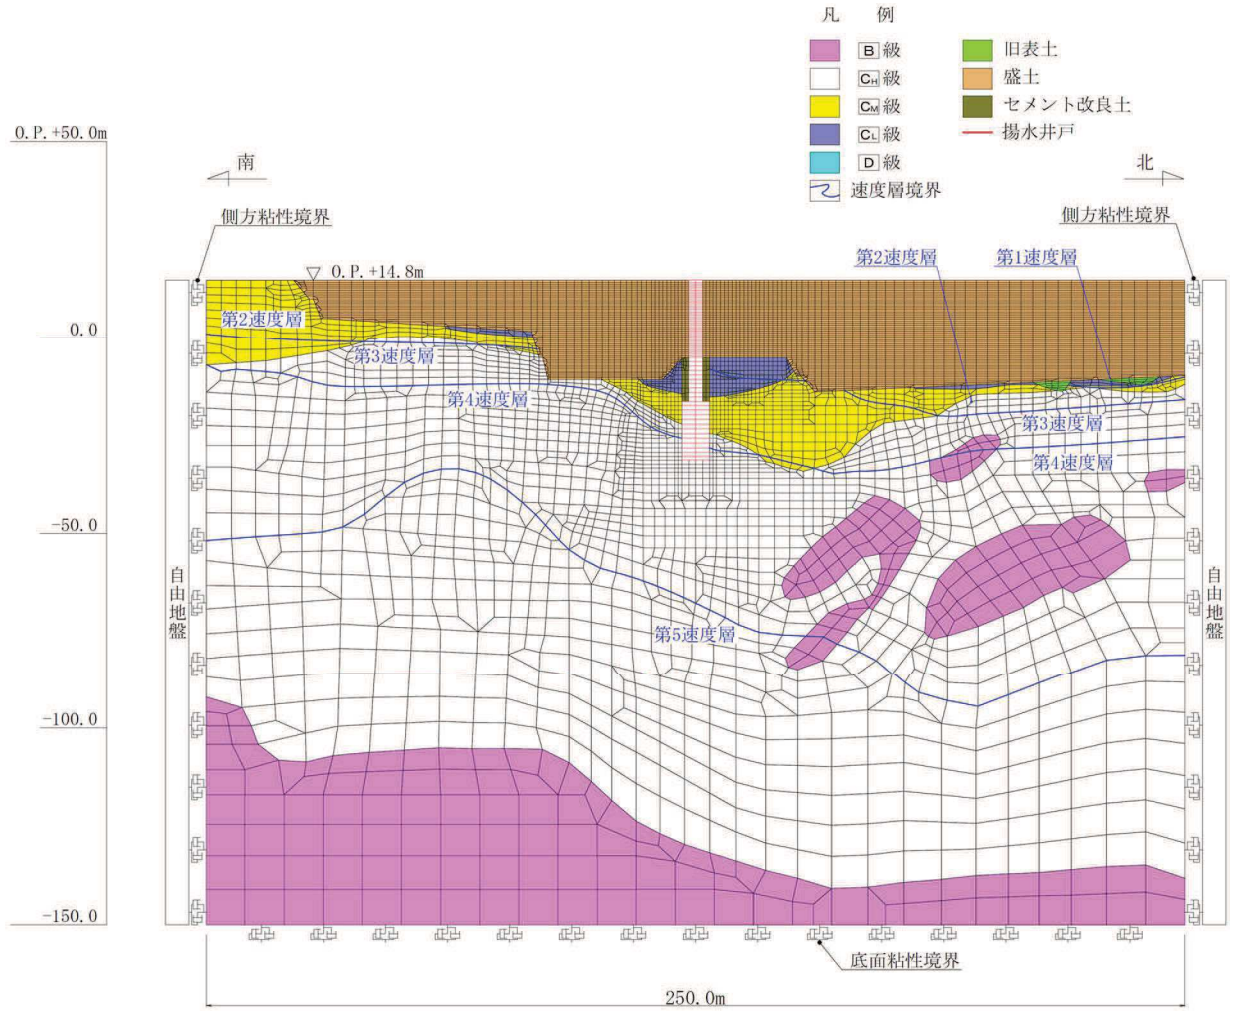 凡 例
B 級
CH 級
CM 級
CL 級
D 級
速度層境界
旧表土
盛土
セメント改良土
揚水井戸
O.P.+50.0m
南
北
側方粘性境界
側方粘性境界
O.P.+14.8m
第2速度層
第1速度層
0.0
第2速度層
第3速度層
第4速度層
第3速度層
第4速度層
-50.0
自由地盤
自由地盤
第5速度層
-100.0
-150.0
底面粘性境界
250.0m